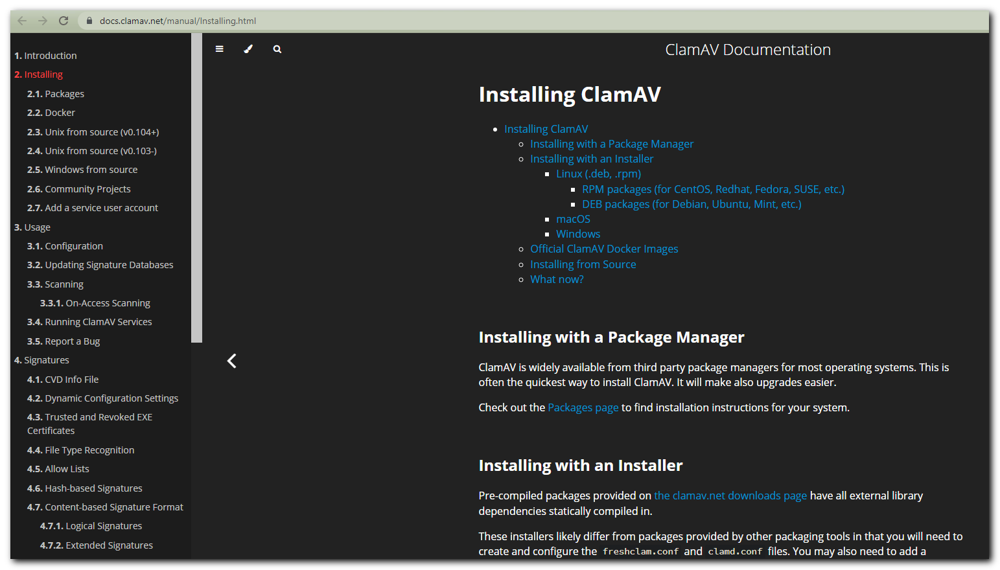 docs.clamav.net/manual/Installing.html
1. Introduction
2. Installing
2.1. Packages
2.2. Docker
2.3. Unix from source (v0.104+)
2.4. Unix from source (v0.103-)
2.5. Windows from source
2.6. Community Projects
2.7. Add a service user account
3. Usage
3.1. Configuration
3.2. Updating Signature Databases
3.3. Scanning
3.3.1. On-Access Scanning
3.4. Running ClamAV Services
3.5. Report a Bug
4. Signatures
4.1. CVD Info File
4.2. Dynamic Configuration Settings
4.3. Trusted and Revoked EXE
Certificates
4.4. File Type Recognition
4.5. Allow Lists
4.6. Hash-based Signatures
4.7. Content-based Signature Format
4.7.1. Logical Signatures
4.7.2. Extended Signatures
ClamAV Documentation
Installing ClamAV
Installing ClamAV
Installing with a Package Manager
Installing with an Installer
Linux (.deb, .rpm)
RPM packages (for CentOS, Redhat, Fedora, SUSE, etc.)
DEB packages (for Debian, Ubuntu, Mint, etc.)
macOS
Windows
Official ClamAV Docker Images
Installing from Source
What now?
Installing with a Package Manager
ClamAV is widely available from third party package managers for most operating systems. This is
often the quickest way to install ClamAV. It will make also upgrades easier.
Check out the Packages page to find installation instructions for your system.
Installing with an Installer
Pre-compiled packages provided on the clamav.net downloads page have all external library
dependencies statically compiled in.
These installers likely differ from packages provided by other packaging tools in that you will need to
create and configure the freshclam.conf and clamd.conf files. You may also need to add a